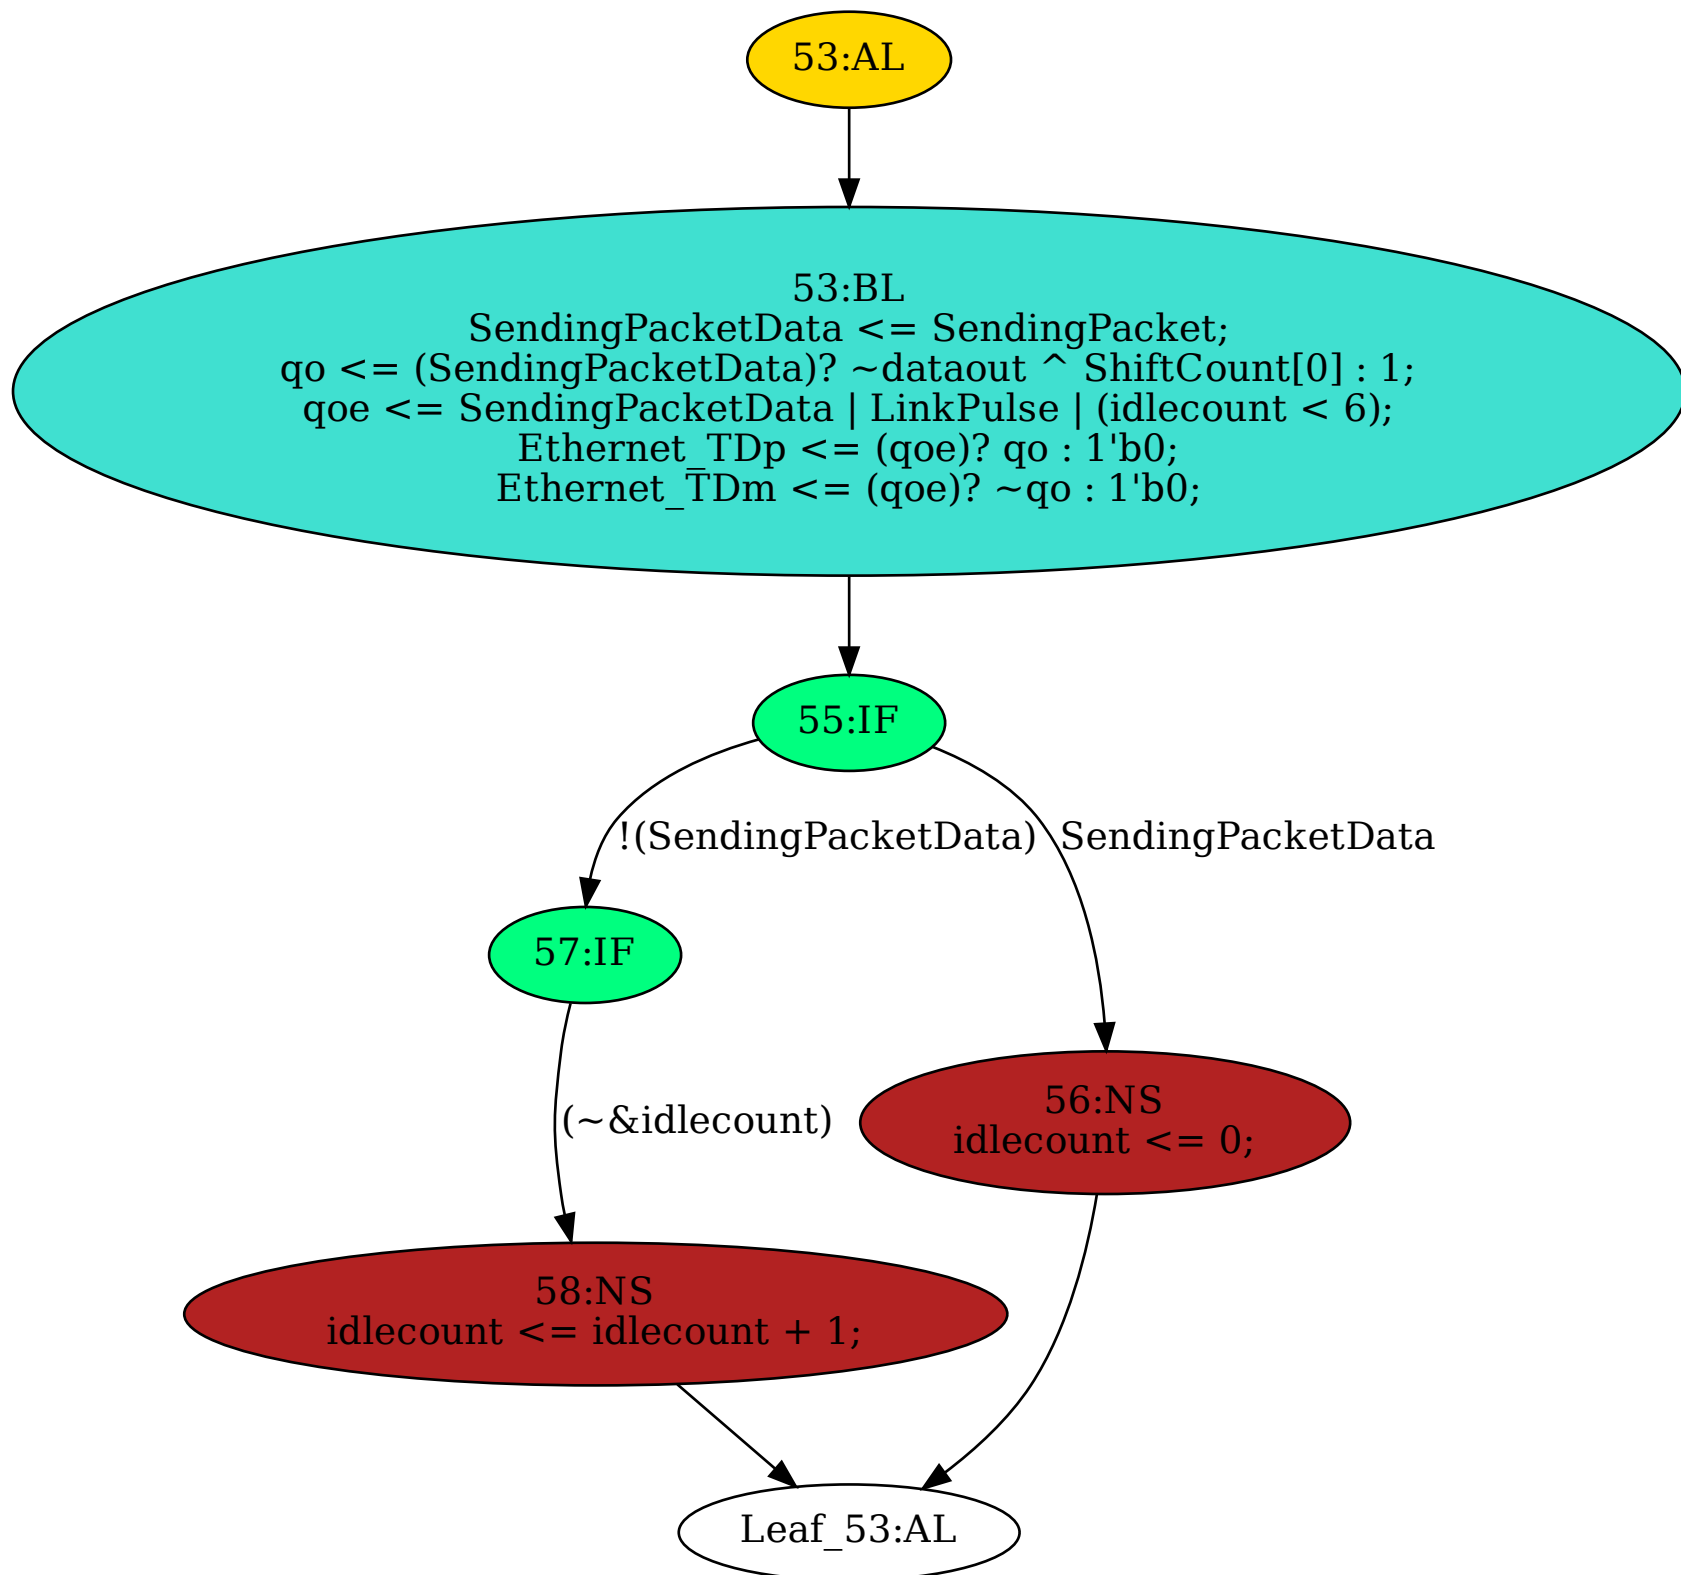 53:AL
53:BL
SendingPacketData <= SendingPacket;
qo <= (SendingPacketData)? ~dataout ^ ShiftCount[0] : 1;
qoe <= SendingPacketData | LinkPulse | (idlecount < 6);
Ethernet_TDp <= (qoe)? qo : 1'b0;
Ethernet_TDm <= (qoe)? ~qo : 1'b0;
55:IF
!(SendingPacketData)
SendingPacketData
57:IF
56:NS
idlecount <= 0;
(~&idlecount)
58:NS
idlecount <= idlecount + 1;
Leaf_53:AL